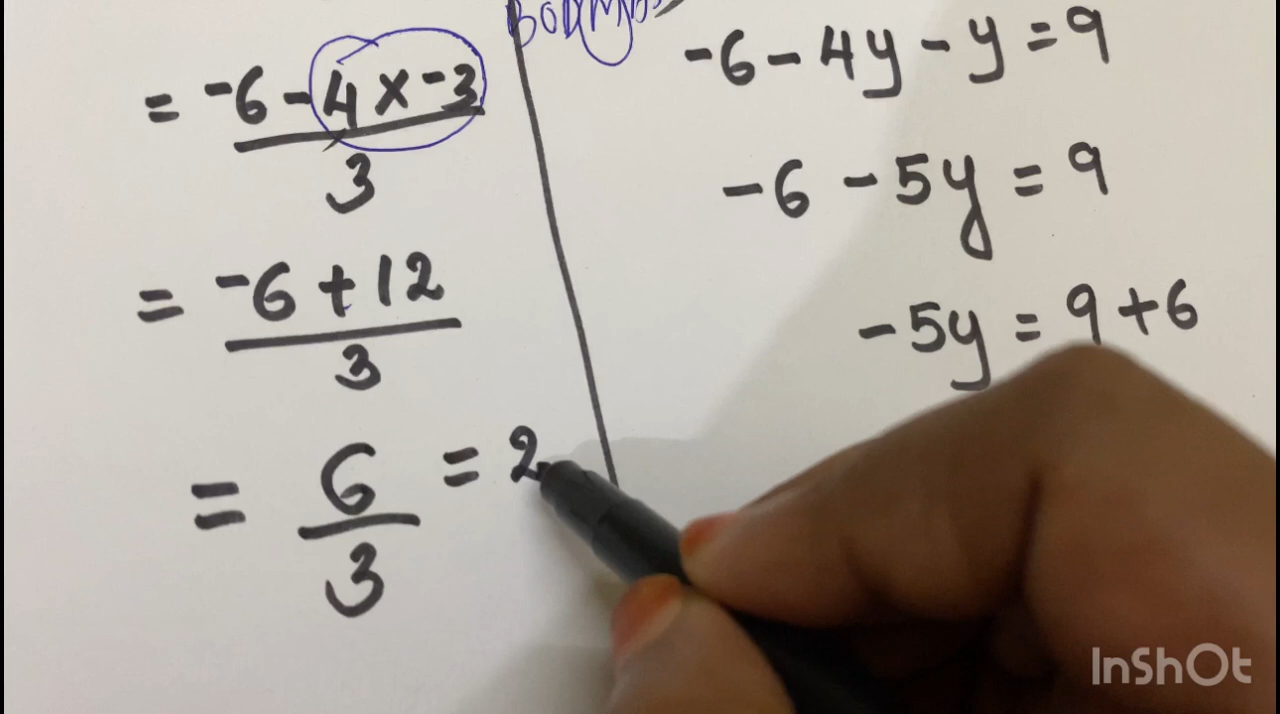 BODMAS
= -6 - 4 x -3 / 3
= -6 + 12 / 3
= 6 / 3 = 2
-6 - 4y - y = 9
-6 - 5y = 9
-5y = 9 + 6
InShOt